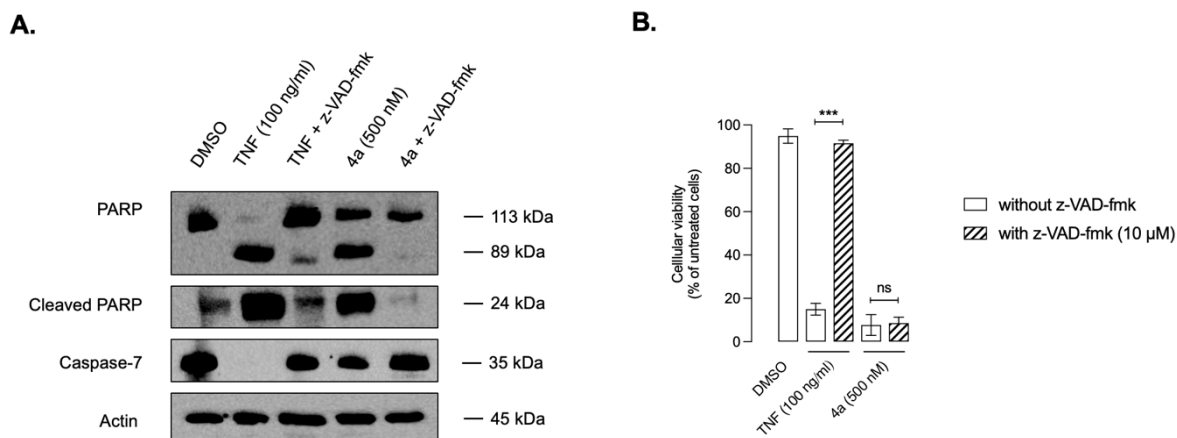 A.
DMSO
TNF (100 ng/ml)
TNF + z-VAD-fmk
4a (500 nM)
4a + z-VAD-fmk
PARP
113 kDa
89 kDa
Cleaved PARP
24 kDa
Caspase-7
35 kDa
Actin
45 kDa
B.
Celllular viability
(% of untreated cells)
100
80
60
40
20
0
***
ns
DMSO
TNF (100 ng/ml)
4a (500 nM)
without z-VAD-fmk
with z-VAD-fmk (10 µM)